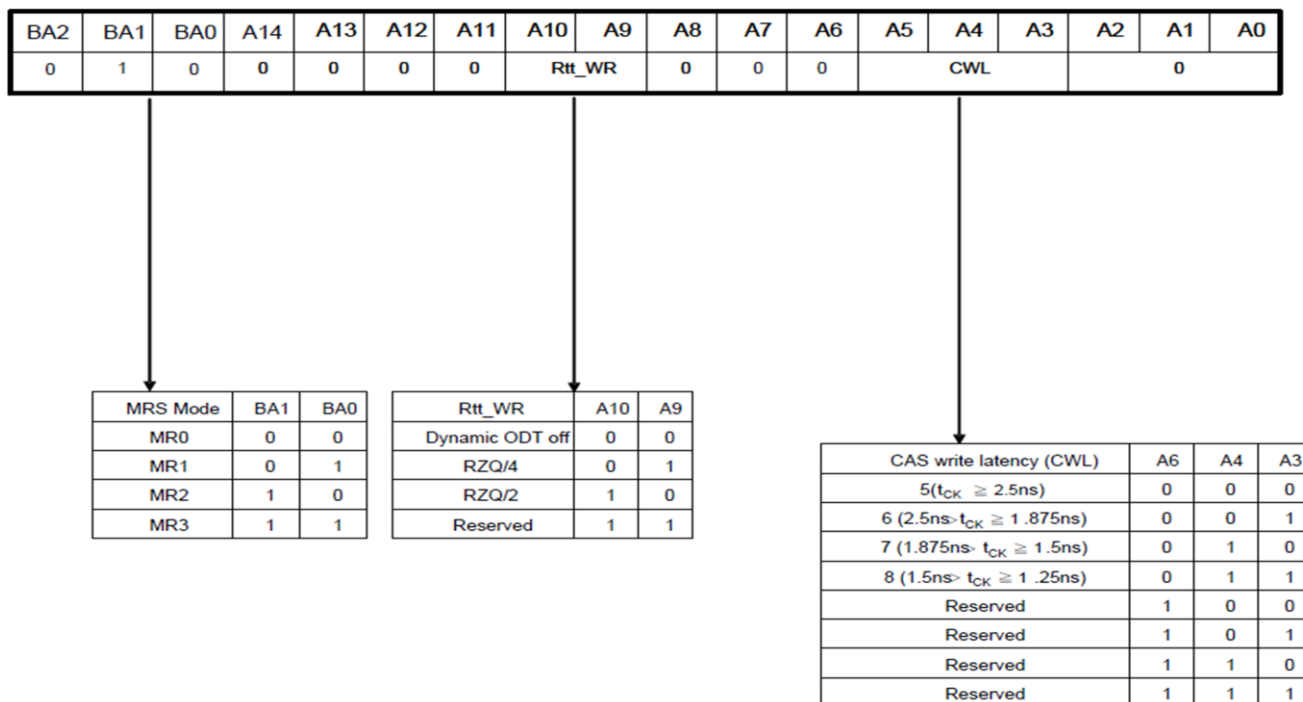 BA2 BA1 BA0 A14 A13 A12 A11 A10 A9 A8 A7 A6 A5 A4 A3 A2 A1 A0
0 1 0 0 0 0 0 Rtt_WR 0 0 0 CWL 0
MRS Mode BA1 BA0
MR0 0 0
MR1 0 1
MR2 1 0
MR3 1 1
Rtt_WR A10 A9
Dynamic ODT off 0 0
RZQ/4 0 1
RZQ/2 1 0
Reserved 1 1
CAS write latency (CWL) A6 A4 A3
5(tCK ≧ 2.5ns) 0 0 0
6 (2.5ns> tCK ≧ 1 .875ns) 0 0 1
7 (1.875ns> tCK ≧ 1.5ns) 0 1 0
8 (1.5ns> tCK ≧ 1 .25ns) 0 1 1
Reserved 1 0 0
Reserved 1 0 1
Reserved 1 1 0
Reserved 1 1 1